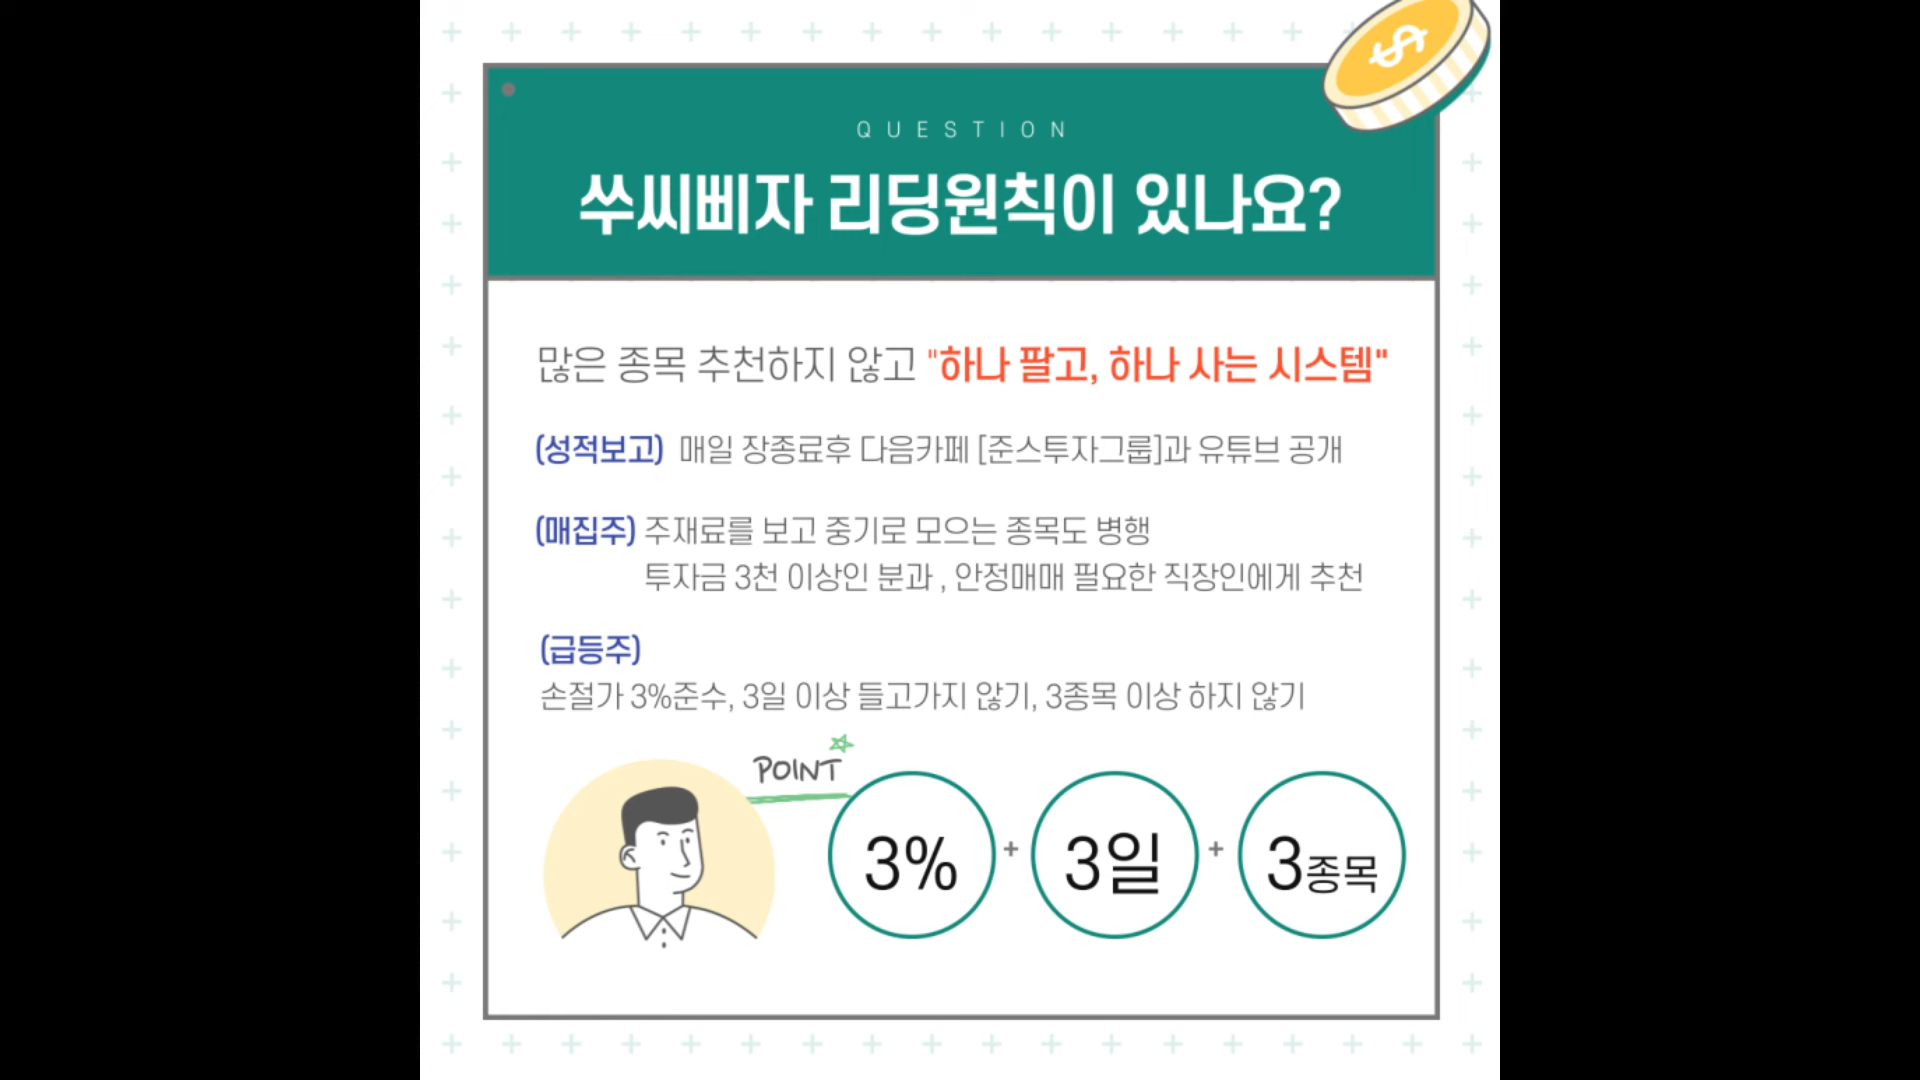 QUESTION
쑤씨삐자 리딩원칙이 있나요?
많은 종목 추천하지 않고 "하나 팔고, 하나 사는 시스템"
(성적보고) 매일 장종료후 다음카페 [준스투자그룹]과 유튜브 공개
(매집주) 주재료를 보고 중기로 모으는 종목도 병행
투자금 3천 이상인 분과 , 안정매매 필요한 직장인에게 추천
(급등주)
손절가 3%준수, 3일 이상 들고가지 않기, 3종목 이상 하지 않기
POINT
3% + 3일 + 3종목